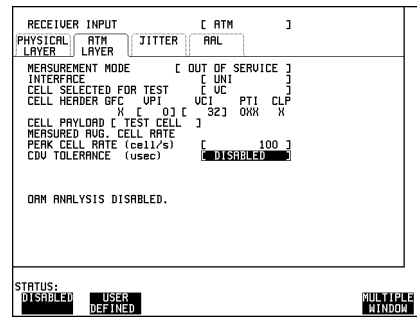 RECEIVER INPUT [ ATM ]
PHYSICAL LAYER ATM LAYER JITTER AAL
MEASUREMENT MODE [ OUT OF SERVICE ]
INTERFACE [ UNI ]
CELL SELECTED FOR TEST [ VC ]
CELL HEADER GFC VPI VCI PTI CLP
X [ 0] [ 32] 0XX X
CELL PAYLOAD [ TEST CELL ]
MEASURED AVG. CELL RATE
PEAK CELL RATE (cell/s) [ 100 ]
CDV TOLERANCE (usec) [ DISABLED ]
OAM ANALYSIS DISABLED.
STATUS:
DISABLED USER DEFINED MULTIPLE WINDOW